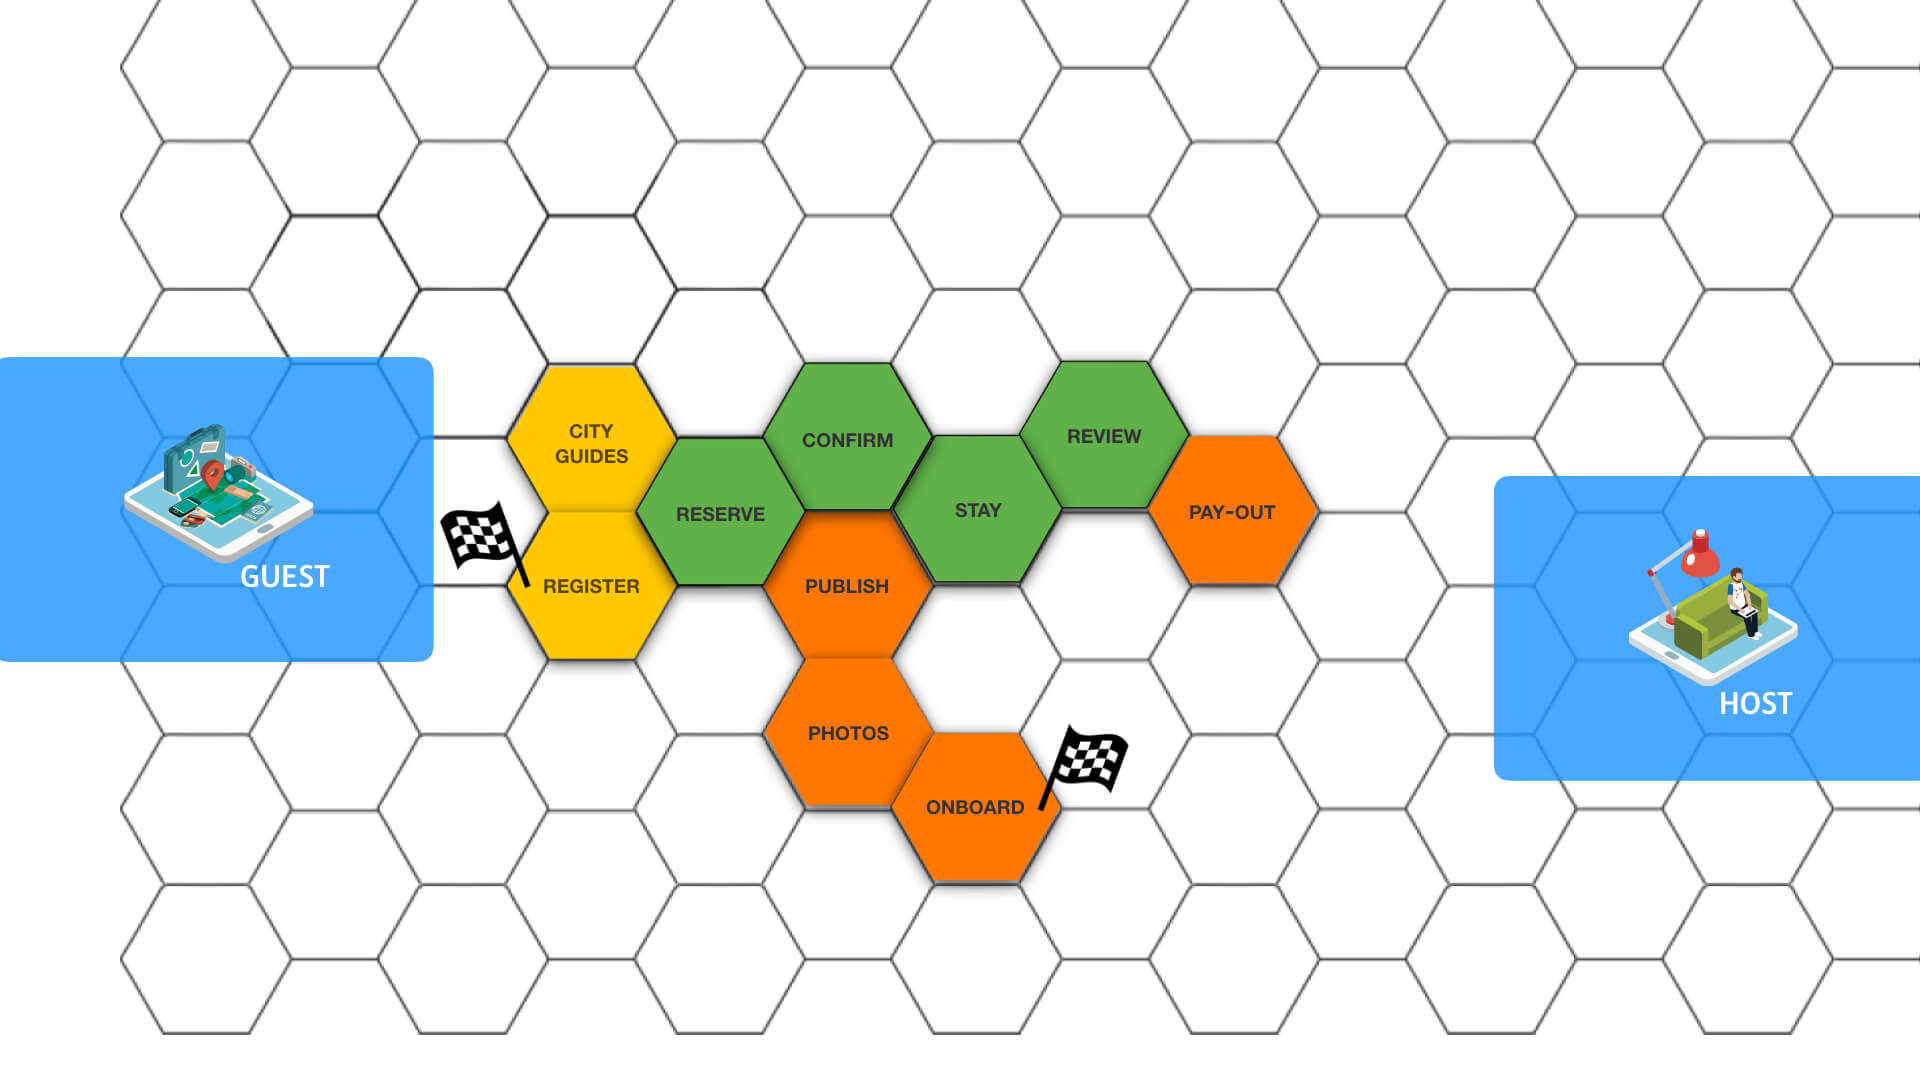 GUEST
CITY
GUIDES
REGISTER
RESERVE
CONFIRM
PUBLISH
PHOTOS
ONBOARD
STAY
REVIEW
PAY-OUT
HOST